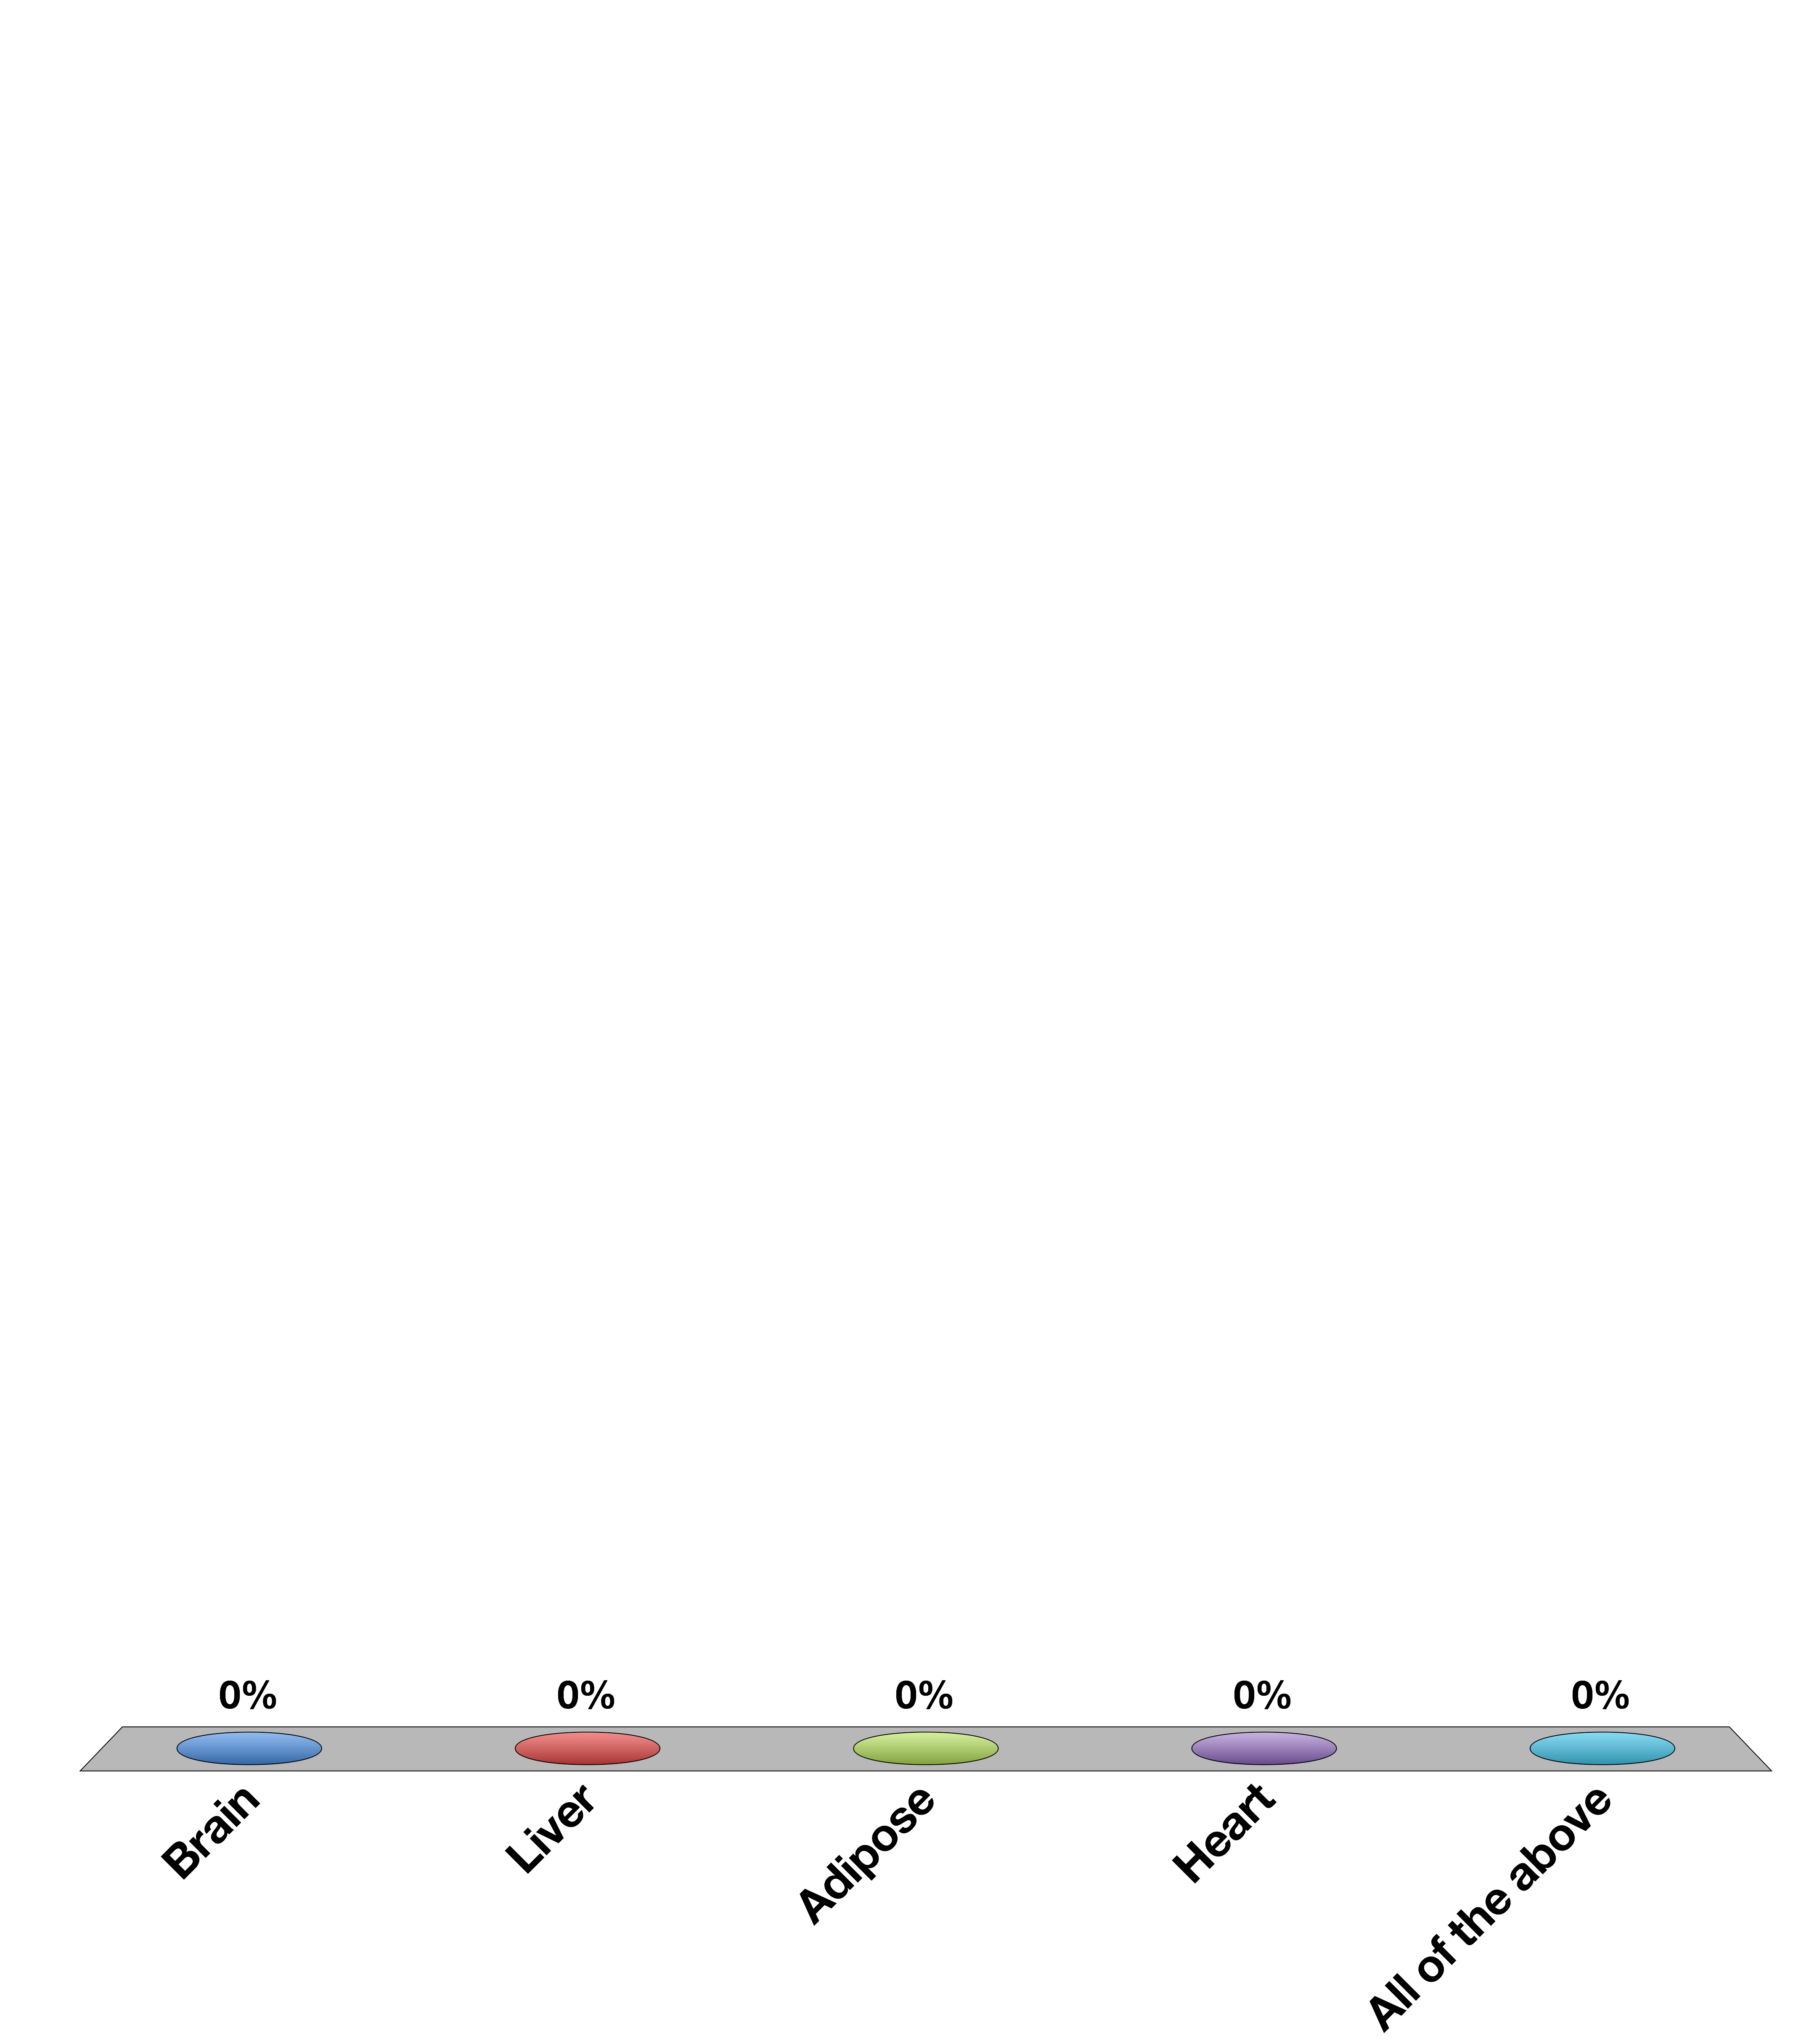 0% 0% 0% 0% 0%
Brain
Liver
Adipose
Heart
All of the above